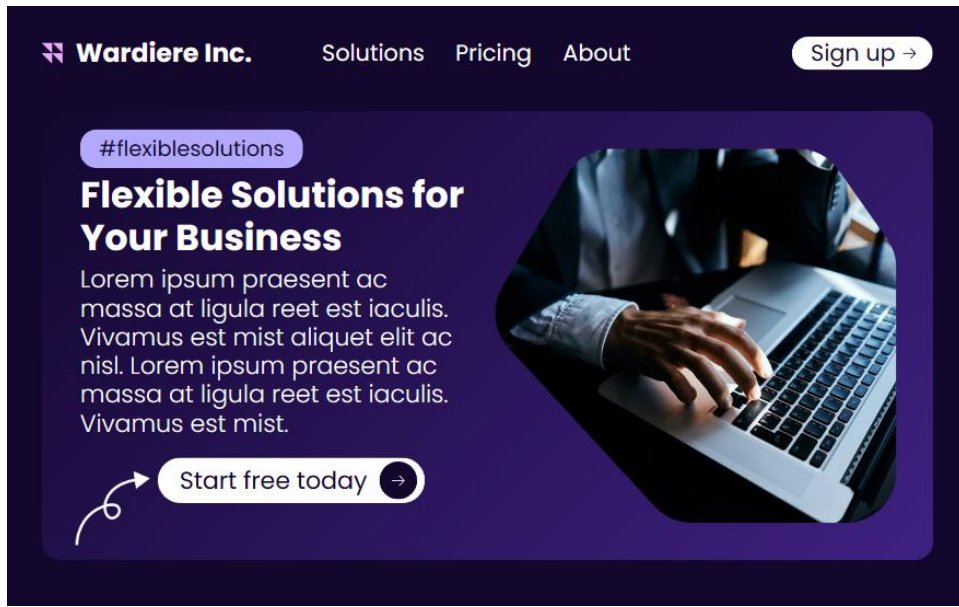 Wardiere Inc.
Solutions Pricing About
Sign up →
#flexiblesolutions
Flexible Solutions for
Your Business
Lorem ipsum praesent ac
massa at ligula reet est iaculis.
Vivamus est mist aliquet elit ac
nisl. Lorem ipsum praesent ac
massa at ligula reet est iaculis.
Vivamus est mist.
Start free today →